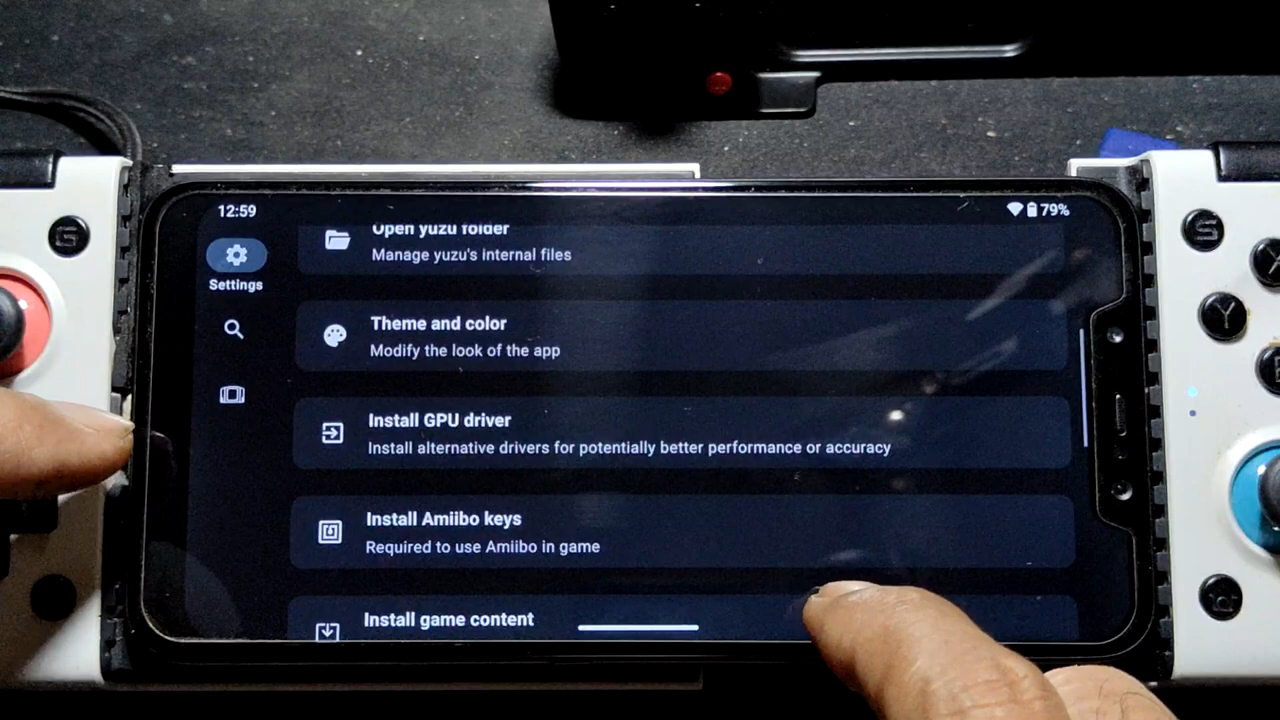 12:59
79%
Open yuzu folder
Manage yuzu's internal files
Settings
Theme and color
Modify the look of the app
Install GPU driver
Install alternative drivers for potentially better performance or accuracy
Install Amiibo keys
Required to use Amiibo in game
Install game content
G
S
X
Y